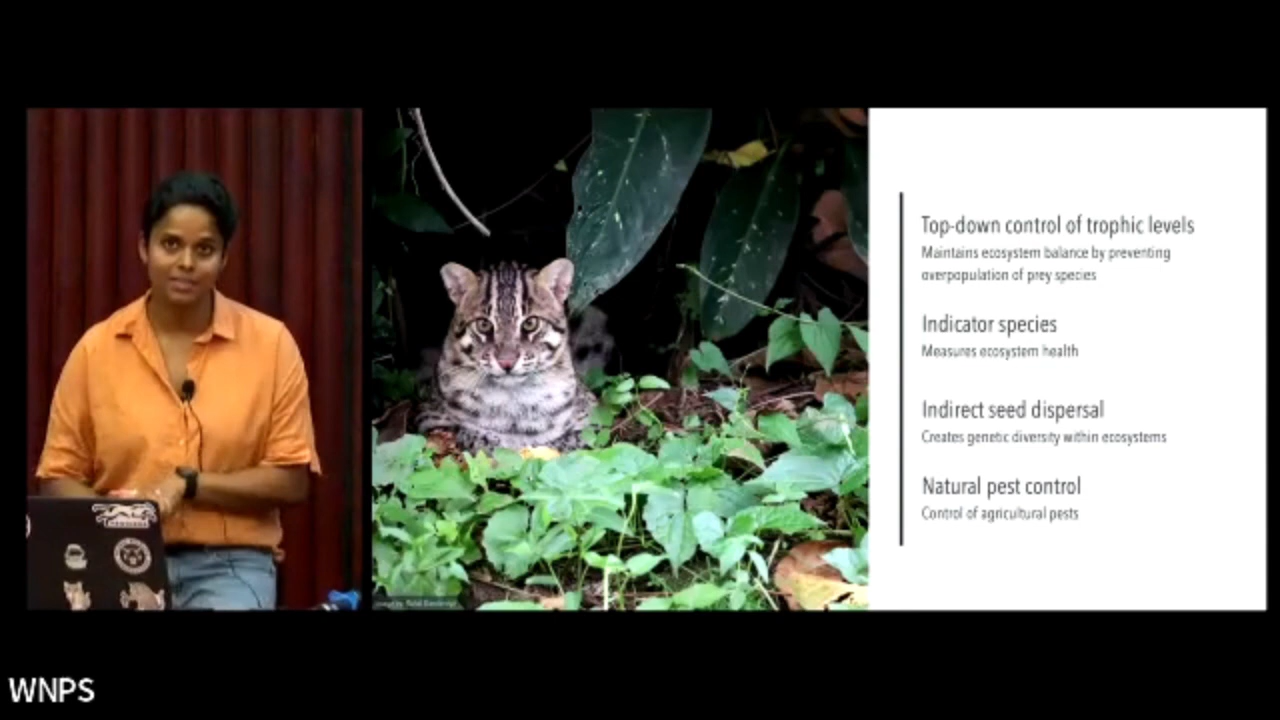 Top-down control of trophic levels
Maintains ecosystem balance by preventing
overpopulation of prey species
Indicator species
Measures ecosystem health
Indirect seed dispersal
Creates genetic diversity within ecosystems
Natural pest control
Control of agricultural pests
WNPS